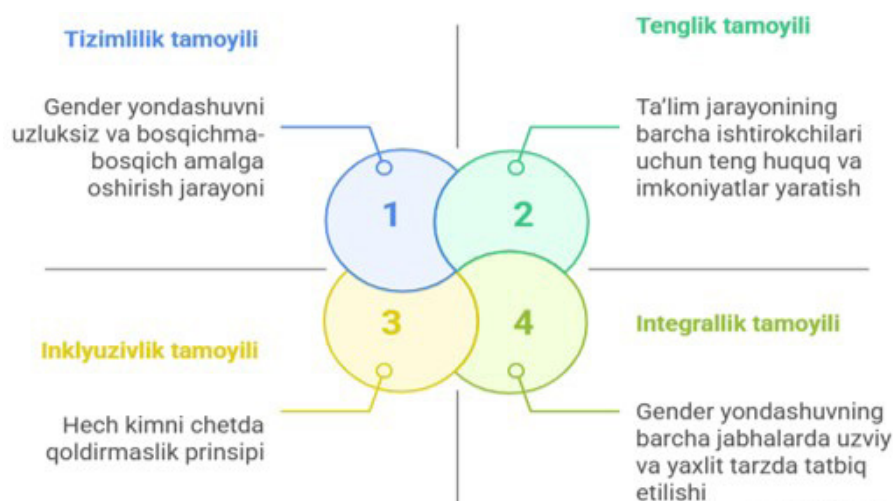 Tizimlilik tamoyili
Gender yondashuvni
uzluksiz va bosqichma-
bosqich amalga
oshirish jarayoni
1
Tenglik tamoyili
Ta'lim jarayonining
barcha ishtirokchilari
uchun teng huquq va
imkoniyatlar yaratish
2
Inklyuzivlik tamoyili
Hech kimni chetda
qoldirmaslik prinsipi
3
Integrallik tamoyili
Gender yondashuvning
barcha jabhalarda uzviy
va yaxlit tarzda tatbiq
etilishi
4